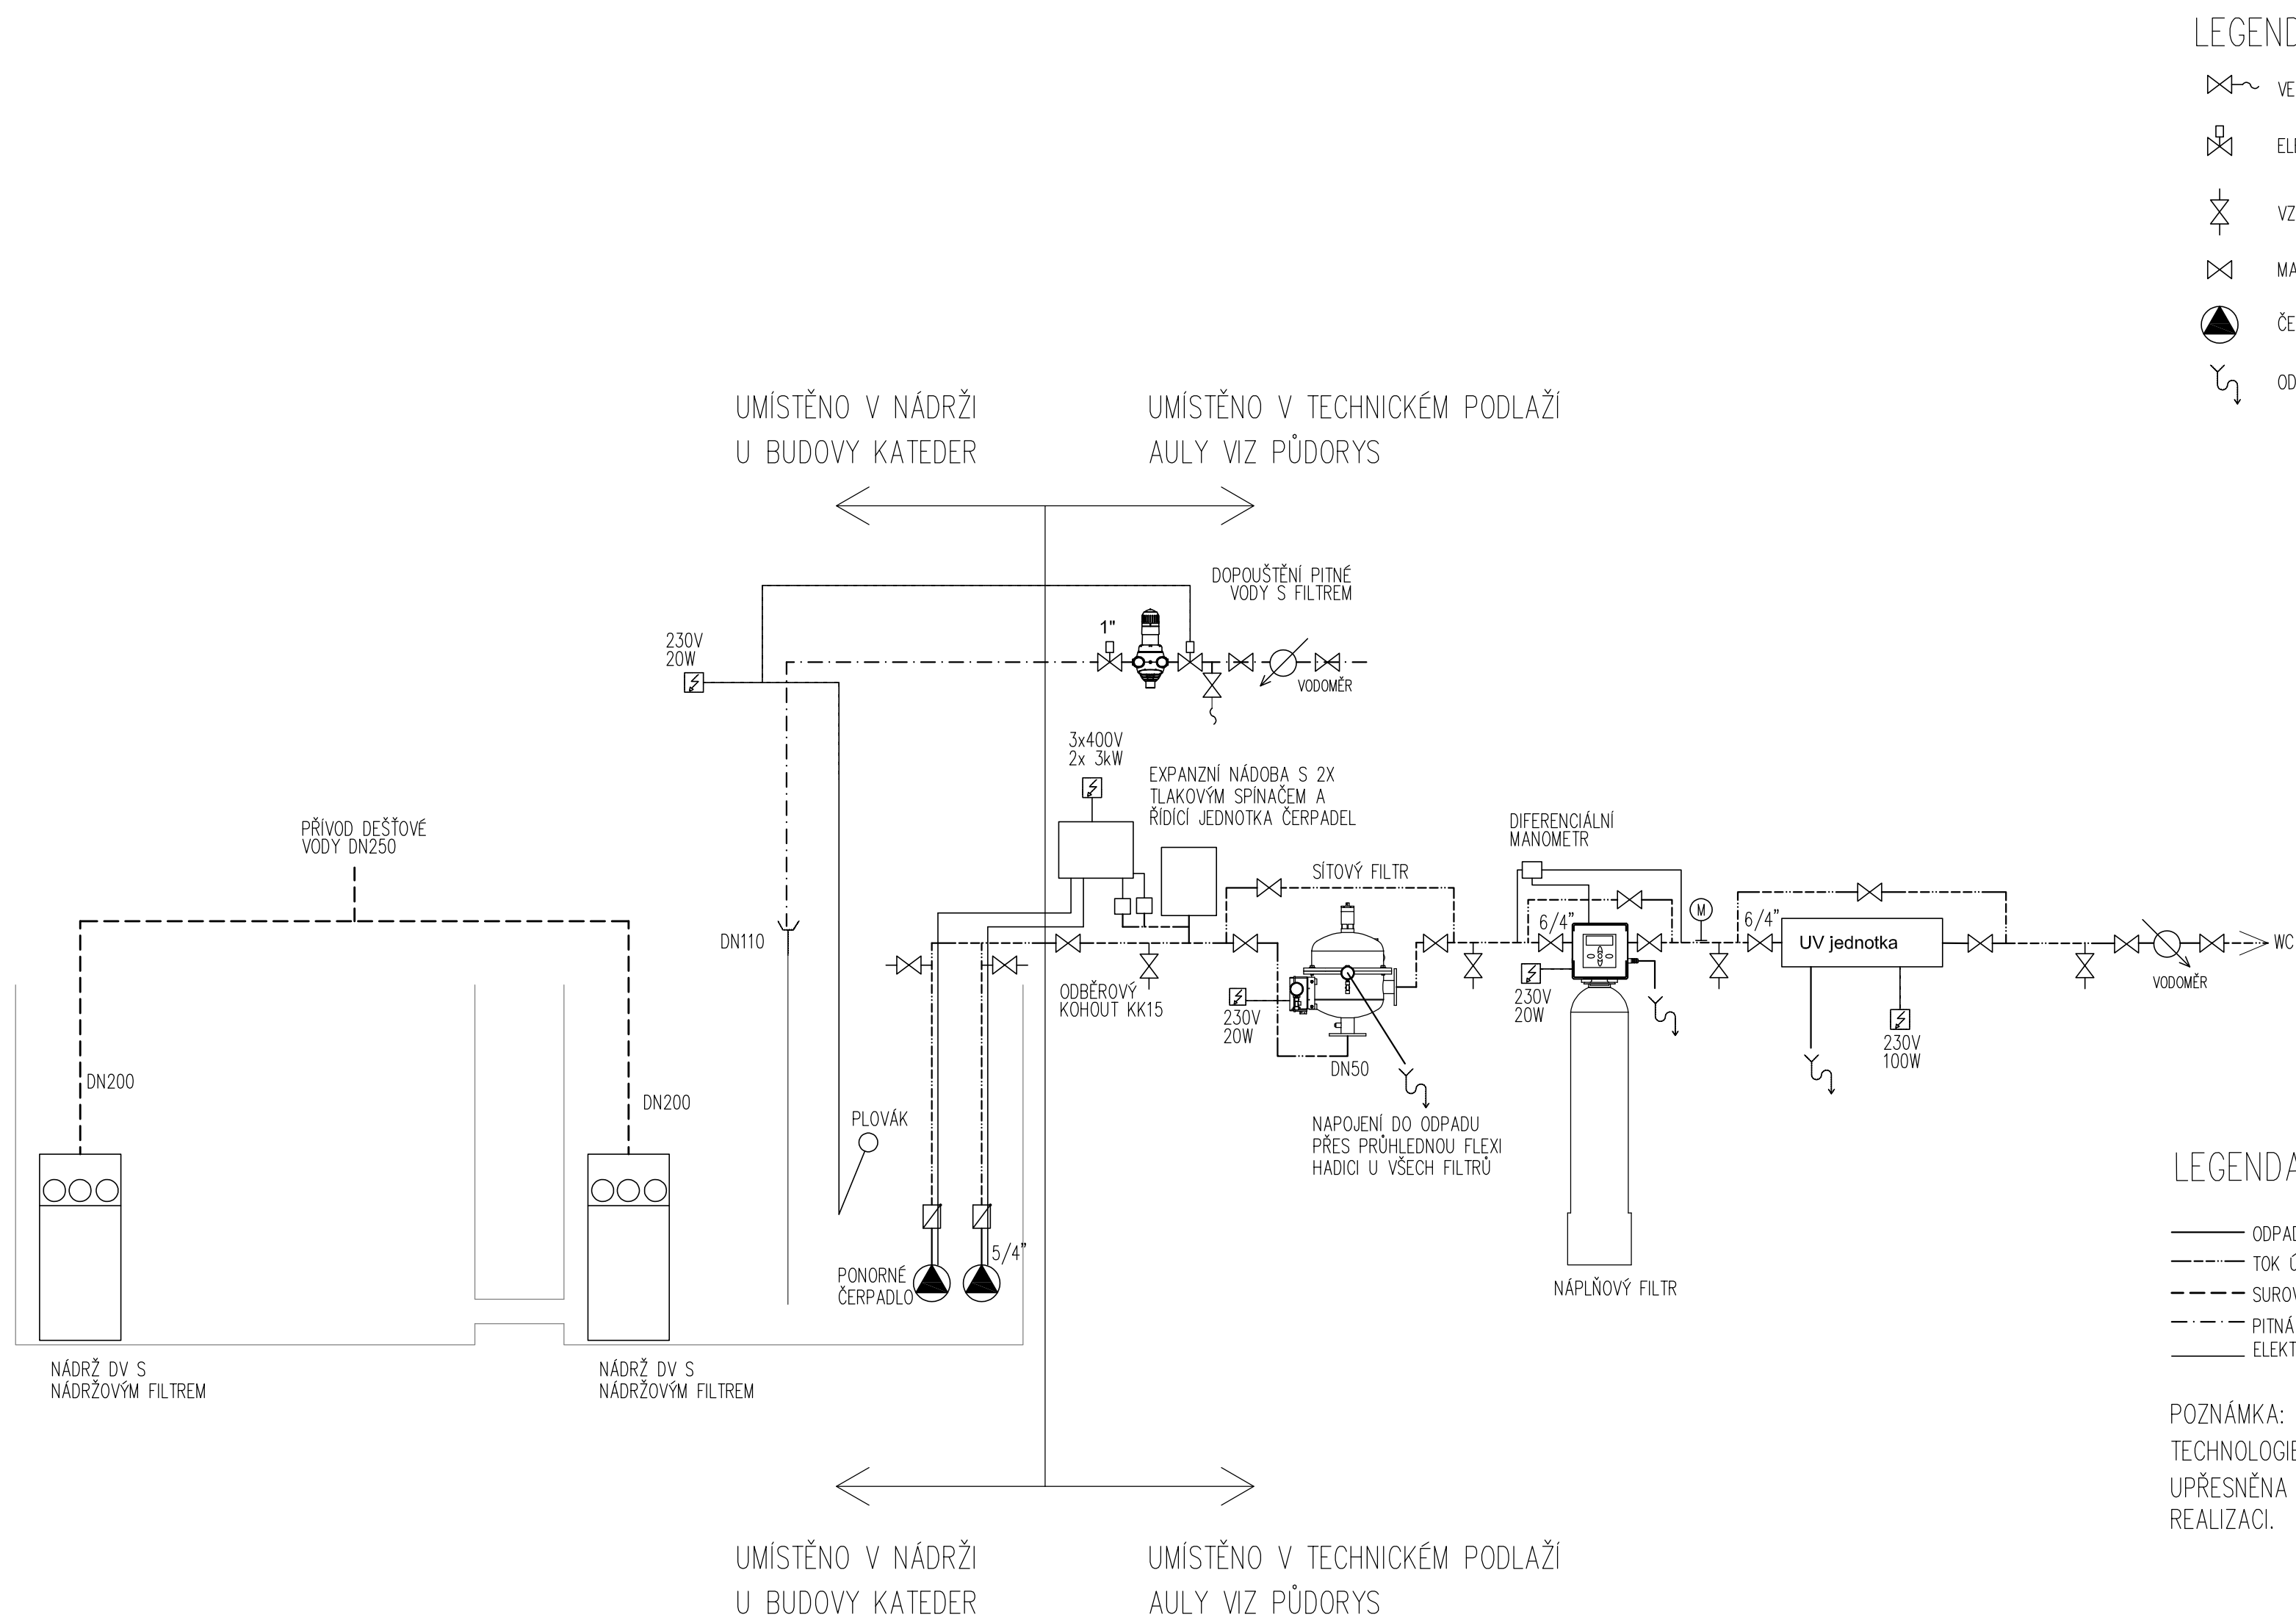 LEGEND
VE
ELE
VZ
MA
ČE
OD
UMÍSTĚNO V NÁDRŽI
U BUDOVY KATEDER
UMÍSTĚNO V TECHNICKÉM PODLAŽÍ
AULY VIZ PŮDORYS
DOPOUŠTĚNÍ PITNÉ
VODY S FILTREM
1"
230V
20W
VODOMĚR
3x400V
2x 3kW
EXPANZNÍ NÁDOBA S 2X
TLAKOVÝM SPÍNAČEM A
ŘÍDÍCÍ JEDNOTKA ČERPADEL
PŘÍVOD DEŠŤOVÉ
VODY DN250
DIFERENCIÁLNÍ
MANOMETR
SÍTOVÝ FILTR
DN110
6/4"
M
6/4"
UV jednotka
WC
VODOMĚR
ODBĚROVÝ
KOHOUT KK15
230V
20W
230V
20W
230V
100W
DN50
DN200
DN200
PLOVÁK
NAPOJENÍ DO ODPADU
PŘES PRŮHLEDNOU FLEXI
HADICI U VŠECH FILTRŮ
5/4"
PONORNÉ
ČERPADLO
NÁPLŇOVÝ FILTR
NÁDRŽ DV S
NÁDRŽOVÝM FILTREM
NÁDRŽ DV S
NÁDRŽOVÝM FILTREM
LEGENDA
ODPAD
TOK Ú
SUROV
PITNÁ
ELEKT
POZNÁMKA:
TECHNOLOGIE
UPŘESNĚNA
REALIZACI.
UMÍSTĚNO V NÁDRŽI
U BUDOVY KATEDER
UMÍSTĚNO V TECHNICKÉM PODLAŽÍ
AULY VIZ PŮDORYS